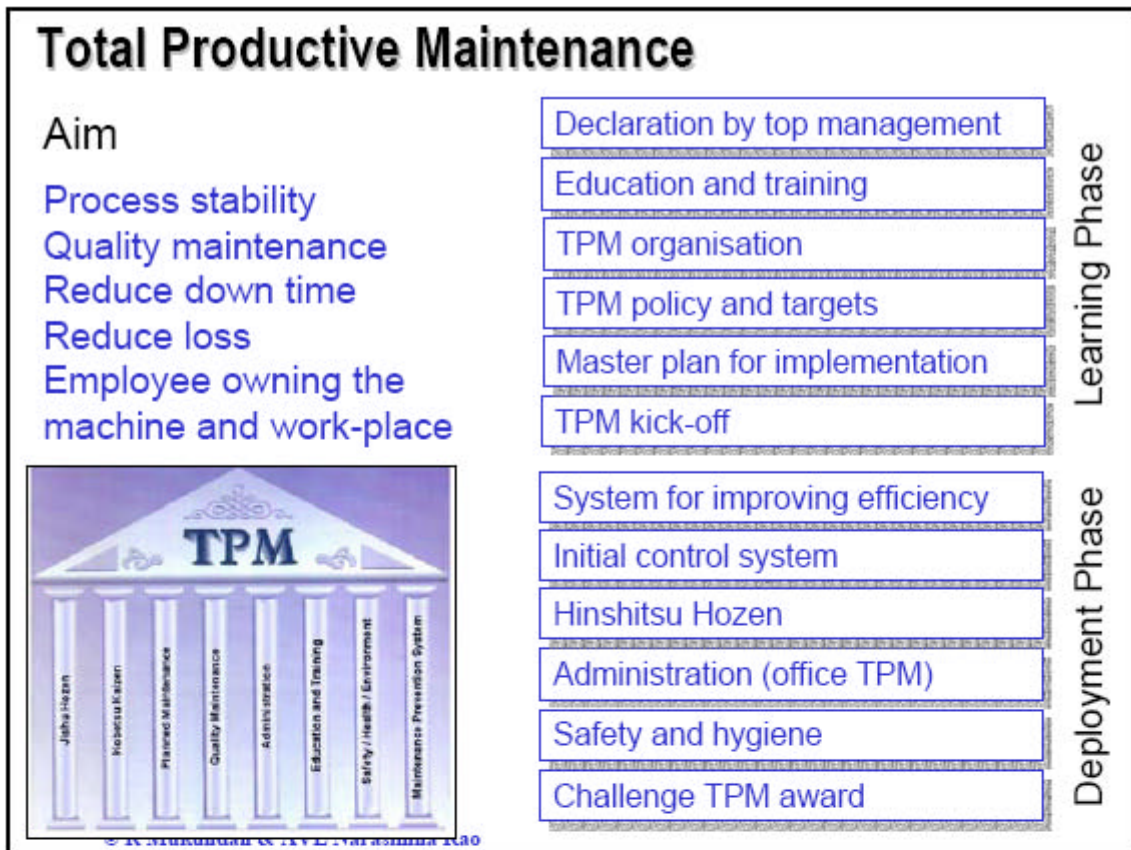 Total Productive Maintenance
Aim
Process stability
Quality maintenance
Reduce down time
Reduce loss
Employee owning the
machine and work-place
TPM
Jishu Hozen
Kobetsu Kaizen
Planned Maintenance
Quality Maintenance
Administration
Education and Training
Safety / Health / Environment
Maintenance Prevention System
© R Mukundan & AVL Narasimha Rao
Declaration by top management
Education and training
TPM organisation
TPM policy and targets
Master plan for implementation
TPM kick-off
Learning Phase
System for improving efficiency
Initial control system
Hinshitsu Hozen
Administration (office TPM)
Safety and hygiene
Challenge TPM award
Deployment Phase